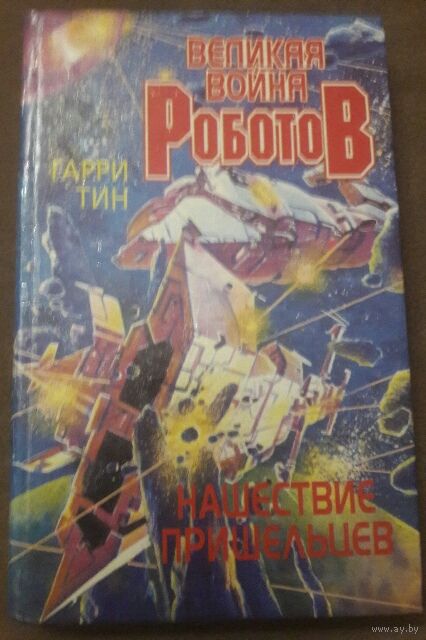 ВЕЛИКАЯ
ВОЙНА
РОБОТОВ
ГАРРИ
ТИН
НАШЕСТВИЕ
ПРИШЕЛЬЦЕВ
www.ay.by